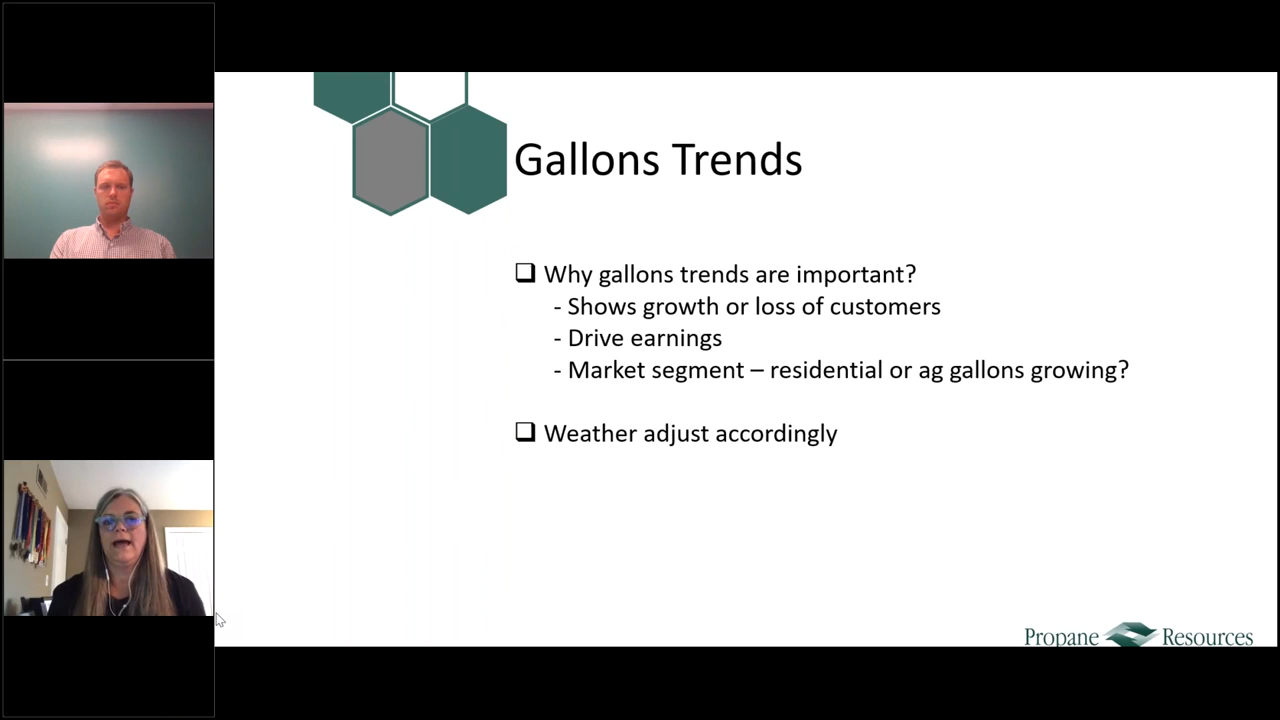 Gallons Trends
❑ Why gallons trends are important?
- Shows growth or loss of customers
- Drive earnings
- Market segment – residential or ag gallons growing?
❑ Weather adjust accordingly
Propane Resources